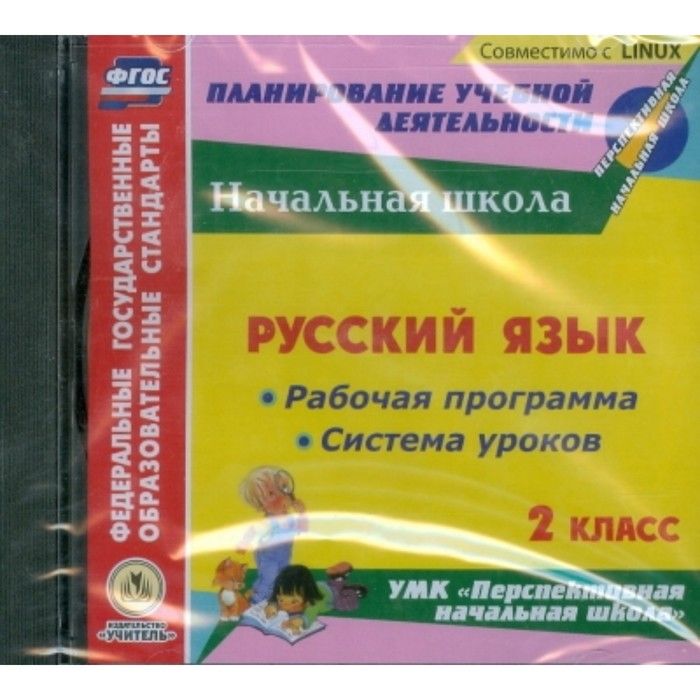 Совместимо с LINUX
ФГОС
ПЛАНИРОВАНИЕ УЧЕБНОЙ
ДЕЯТЕЛЬНОСТИ
ПЕРСПЕКТИВНАЯ
НАЧАЛЬНАЯ ШКОЛА
Начальная школа
ФЕДЕРАЛЬНЫЕ ГОСУДАРСТВЕННЫЕ
ОБРАЗОВАТЕЛЬНЫЕ СТАНДАРТЫ
РУССКИЙ ЯЗЫК
• Рабочая программа
• Система уроков
2 КЛАСС
УМК «Перспективная
начальная школа»
ИЗДАТЕЛЬСТВО
«УЧИТЕЛЬ»